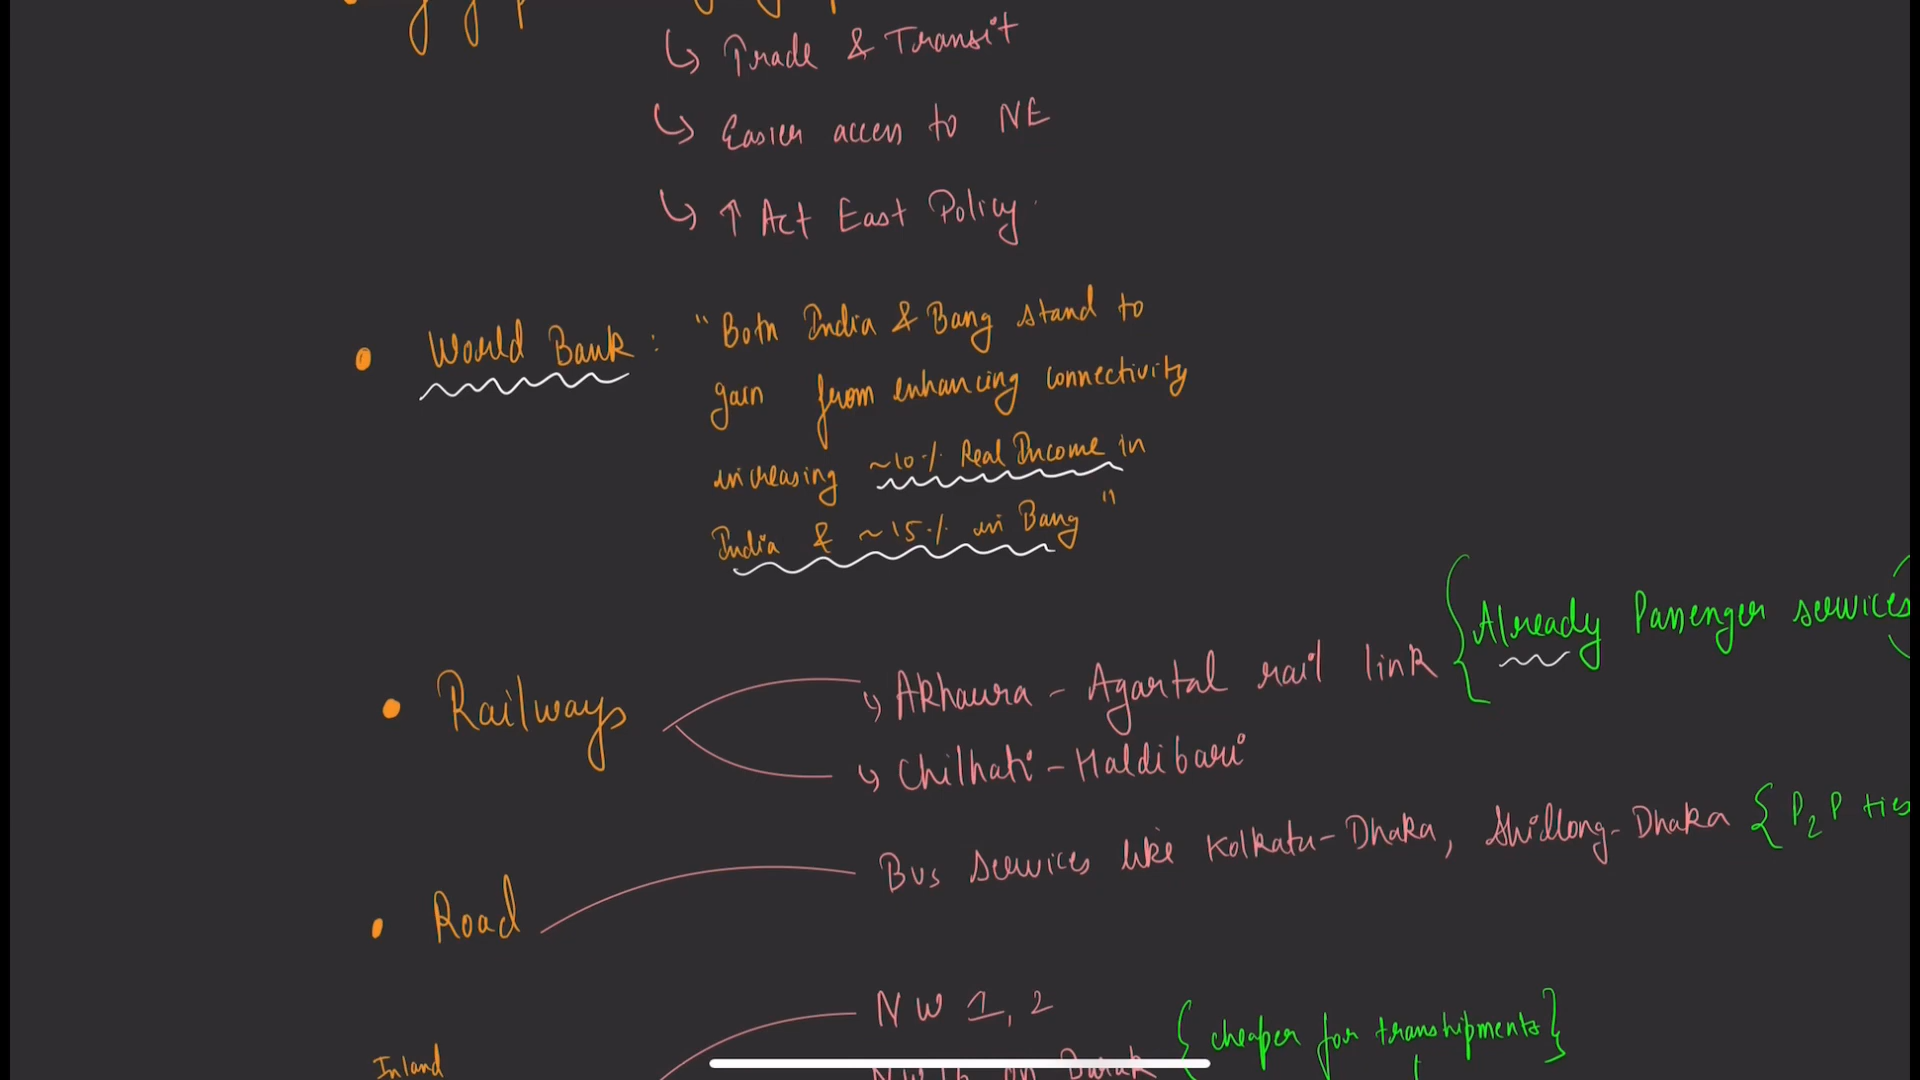 ↳ Trade & Transit
↳ Easier access to NE
↳ ↑ Act East Policy
• World Bank : "Both India & Bang stand to
gain from enhancing connectivity
increasing ~10% Real Income in
India & ~15% in Bang"
{Already Passenger services
• Railways ↳ Akhaura - Agartal rail link
↳ Chilhati - Haldibari
• Road Bus services like Kolkata-Dhaka, Shillong-Dhaka {P2P ties
NW 1, 2
{cheaper for transhipments}
Inland
Barak